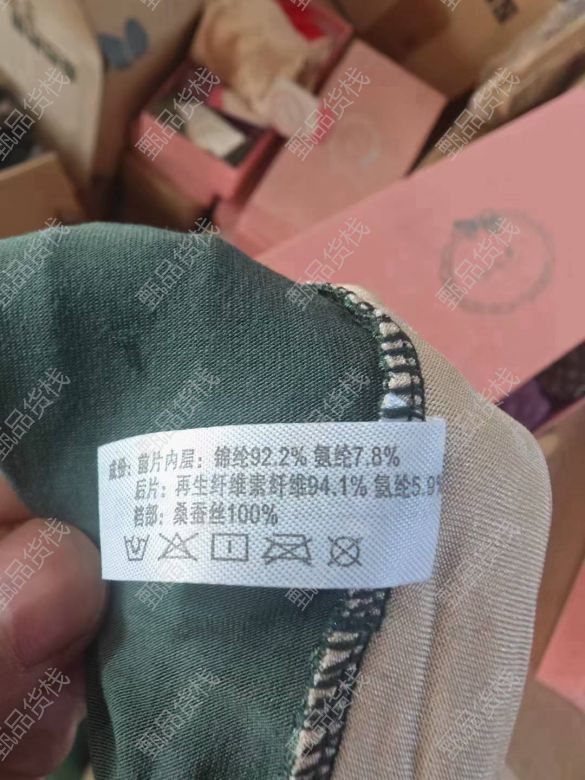 成份：前片内层：锦纶92.2% 氨纶7.8%
后片：再生纤维素纤维94.1% 氨纶5.9%
裆部：桑蚕丝100%
甄品货栈